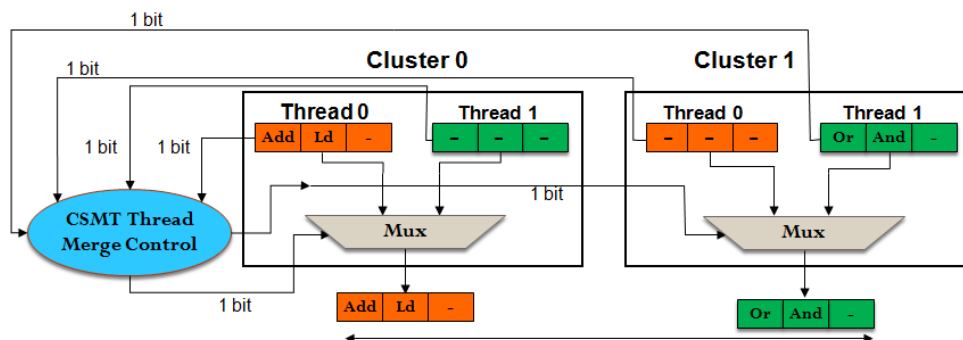 1 bit
Cluster 0
Cluster 1
1 bit
Thread 0
Thread 1
Thread 0
Thread 1
Add Ld -
- - -
- - -
Or And -
1 bit
1 bit
1 bit
CSMT Thread
Merge Control
Mux
Mux
1 bit
Add Ld -
Or And -